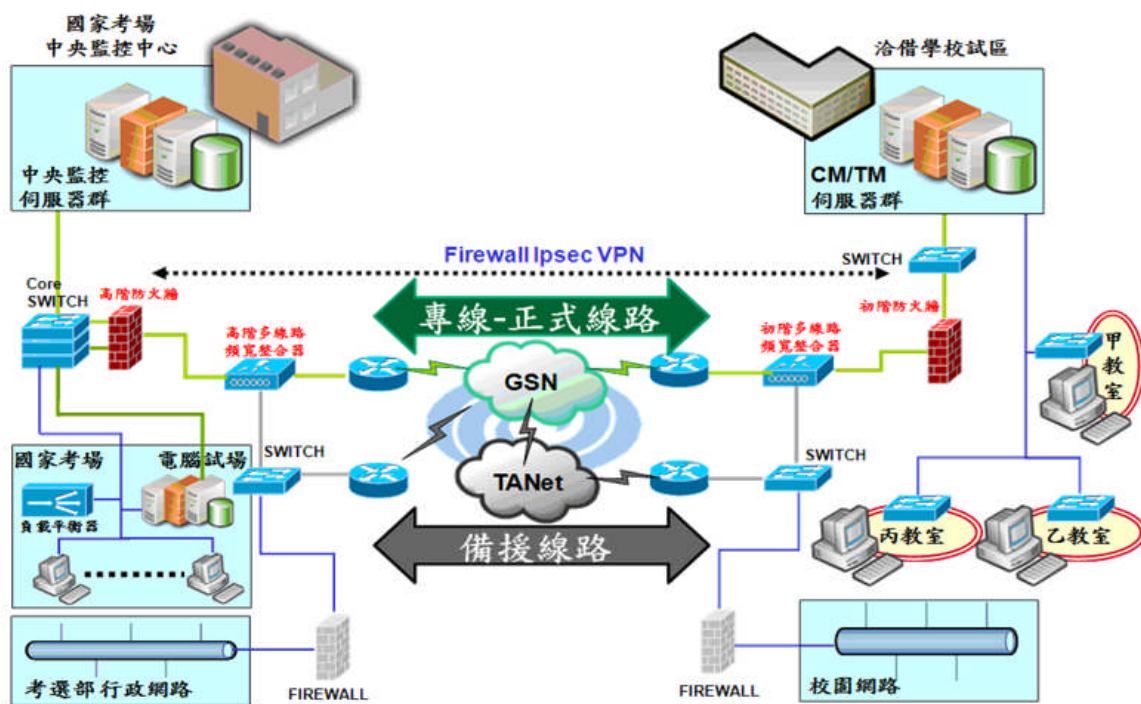 國家考場
中央監控中心
洽借學校試區
中央監控
伺服器群
CM/TM
伺服器群
Firewall Ipsec VPN
SWITCH
Core
SWITCH
高階防火牆
專線-正式線路
初階防火牆
高階多線路
頻寬整合器
初階多線路
頻寬整合器
GSN
甲教室
國家考場
電腦試場
SWITCH
TANet
SWITCH
負載平衡器
備援線路
丙教室
乙教室
考選部行政網路
FIREWALL
FIREWALL
校園網路